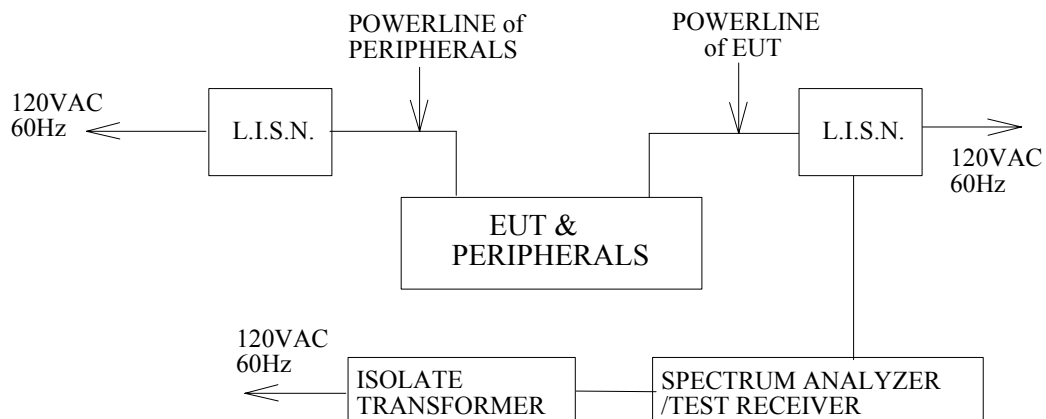 POWERLINE of
PERIPHERALS
POWERLINE
of EUT
120VAC
60Hz
L.I.S.N.
L.I.S.N.
120VAC
60Hz
EUT &
PERIPHERALS
120VAC
60Hz
ISOLATE
TRANSFORMER
SPECTRUM ANALYZER
/TEST RECEIVER